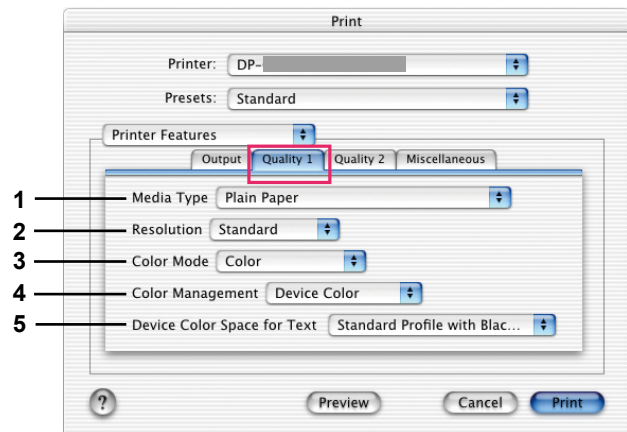 Print
Printer: DP-
Presets: Standard
Printer Features
Output Quality 1 Quality 2 Miscellaneous
1 Media Type Plain Paper
2 Resolution Standard
3 Color Mode Color
4 Color Management Device Color
5 Device Color Space for Text Standard Profile with Blac...
? Preview Cancel Print